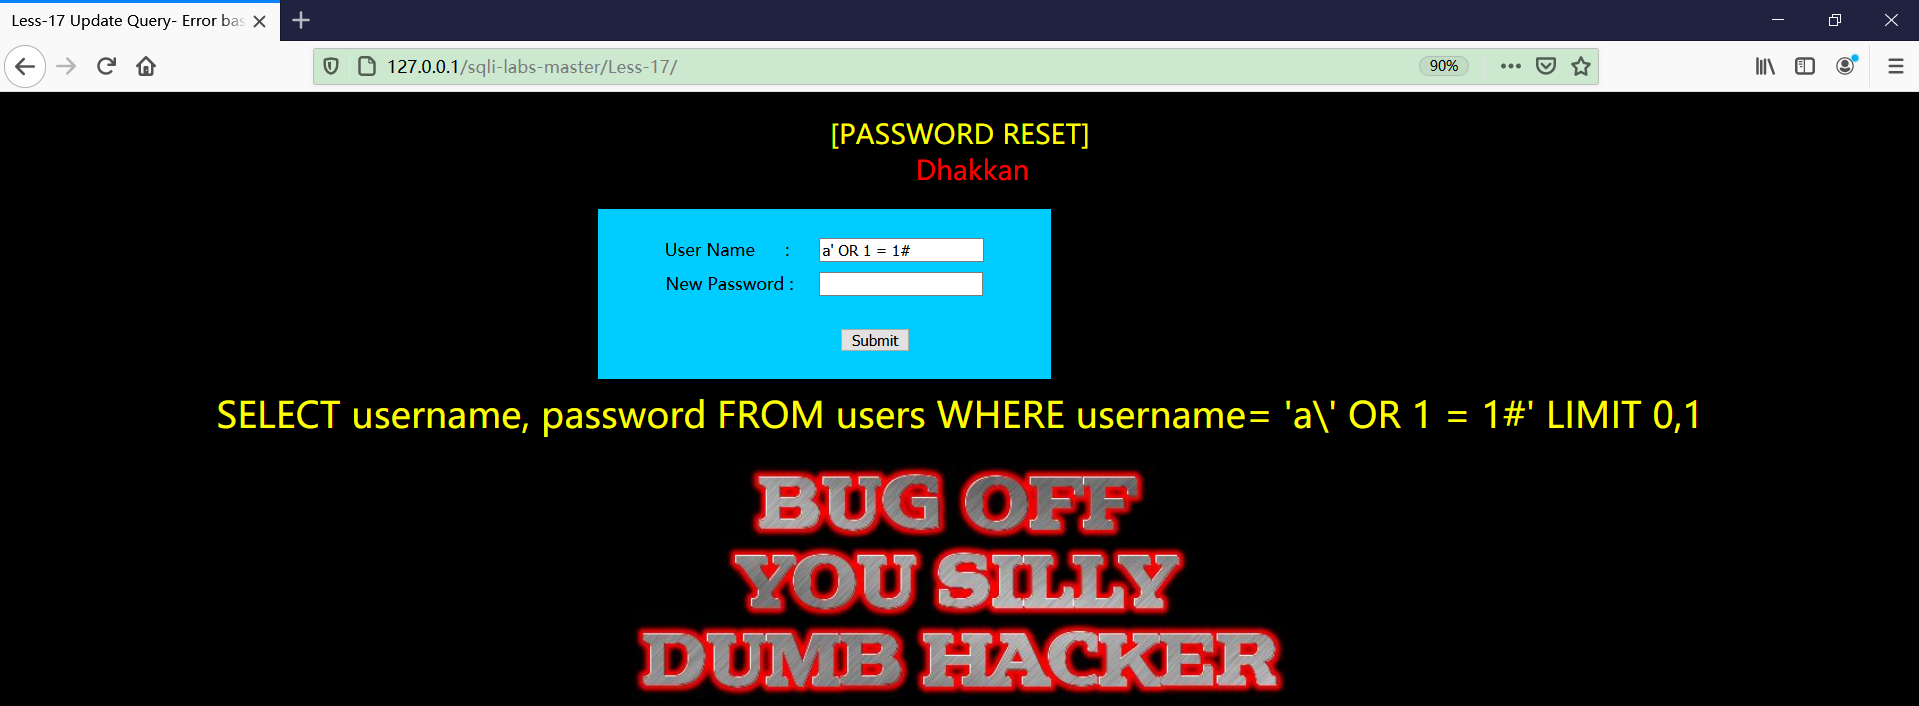 Less-17 Update Query- Error bas
127.0.0.1/sqli-labs-master/Less-17/
90%
[PASSWORD RESET]
Dhakkan
User Name : a' OR 1 = 1#
New Password :
Submit
SELECT username, password FROM users WHERE username= 'a\' OR 1 = 1#' LIMIT 0,1
BUG OFF
YOU SILLY
DUMB HACKER